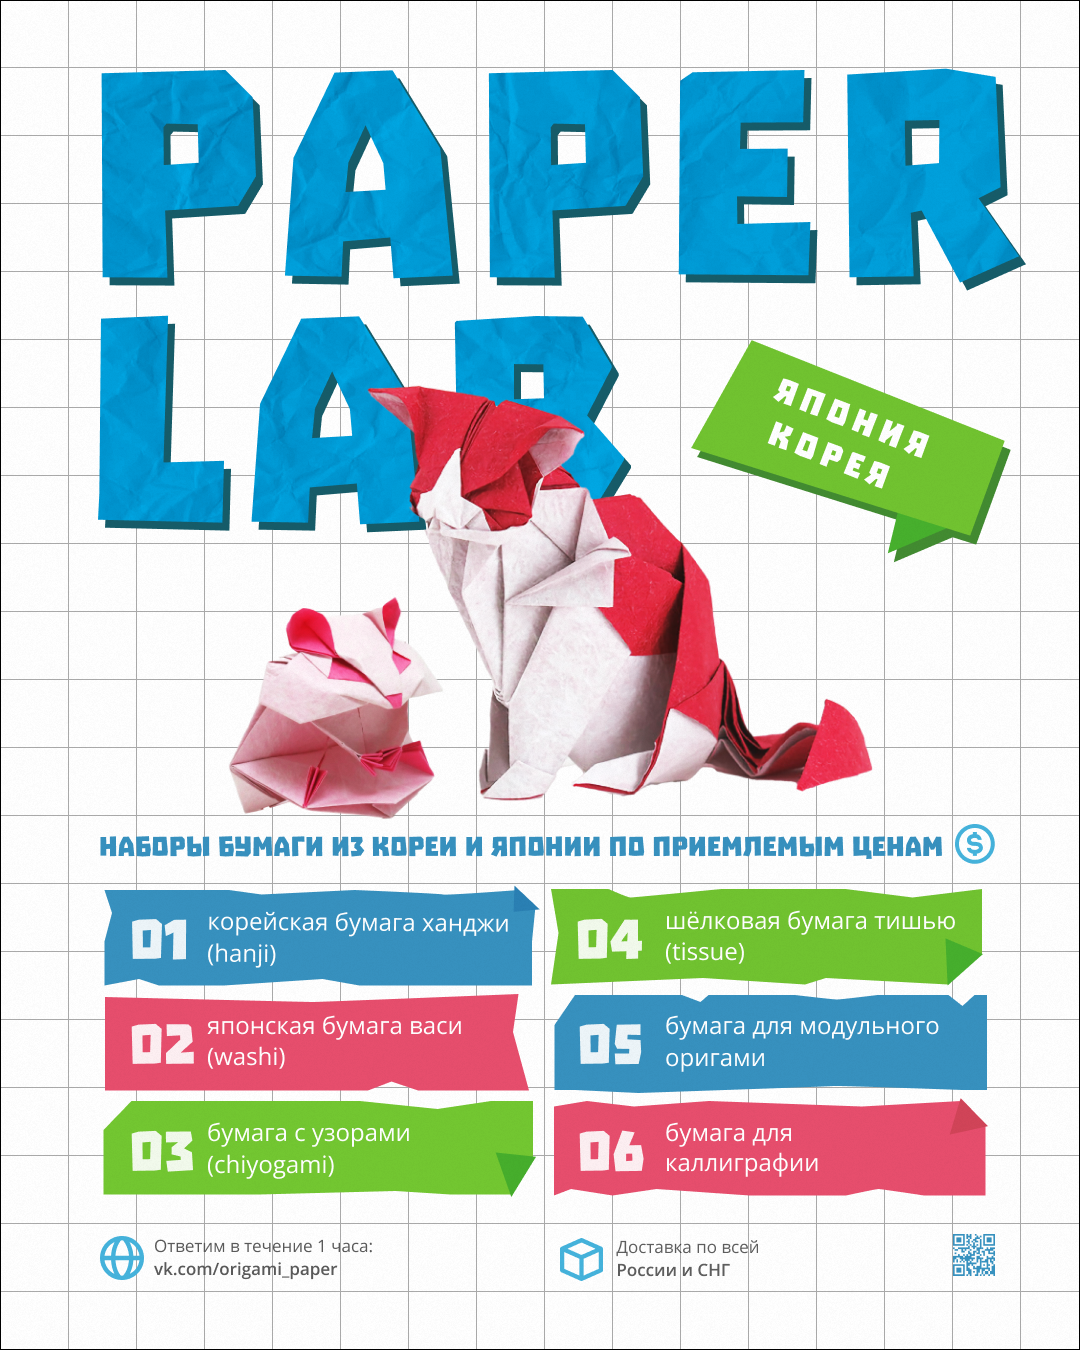 PAPER
LAB
ЯПОНИЯ
КОРЕЯ
НАБОРЫ БУМАГИ ИЗ КОРЕИ И ЯПОНИИ ПО ПРИЕМЛЕМЫМ ЦЕНАМ $
01 корейская бумага ханджи
(hanji)
02 японская бумага васи
(washi)
03 бумага с узорами
(chiyogami)
04 шёлковая бумага тишью
(tissue)
05 бумага для модульного
оригами
06 бумага для
каллиграфии
Ответим в течение 1 часа:
vk.com/origami_paper
Доставка по всей
России и СНГ